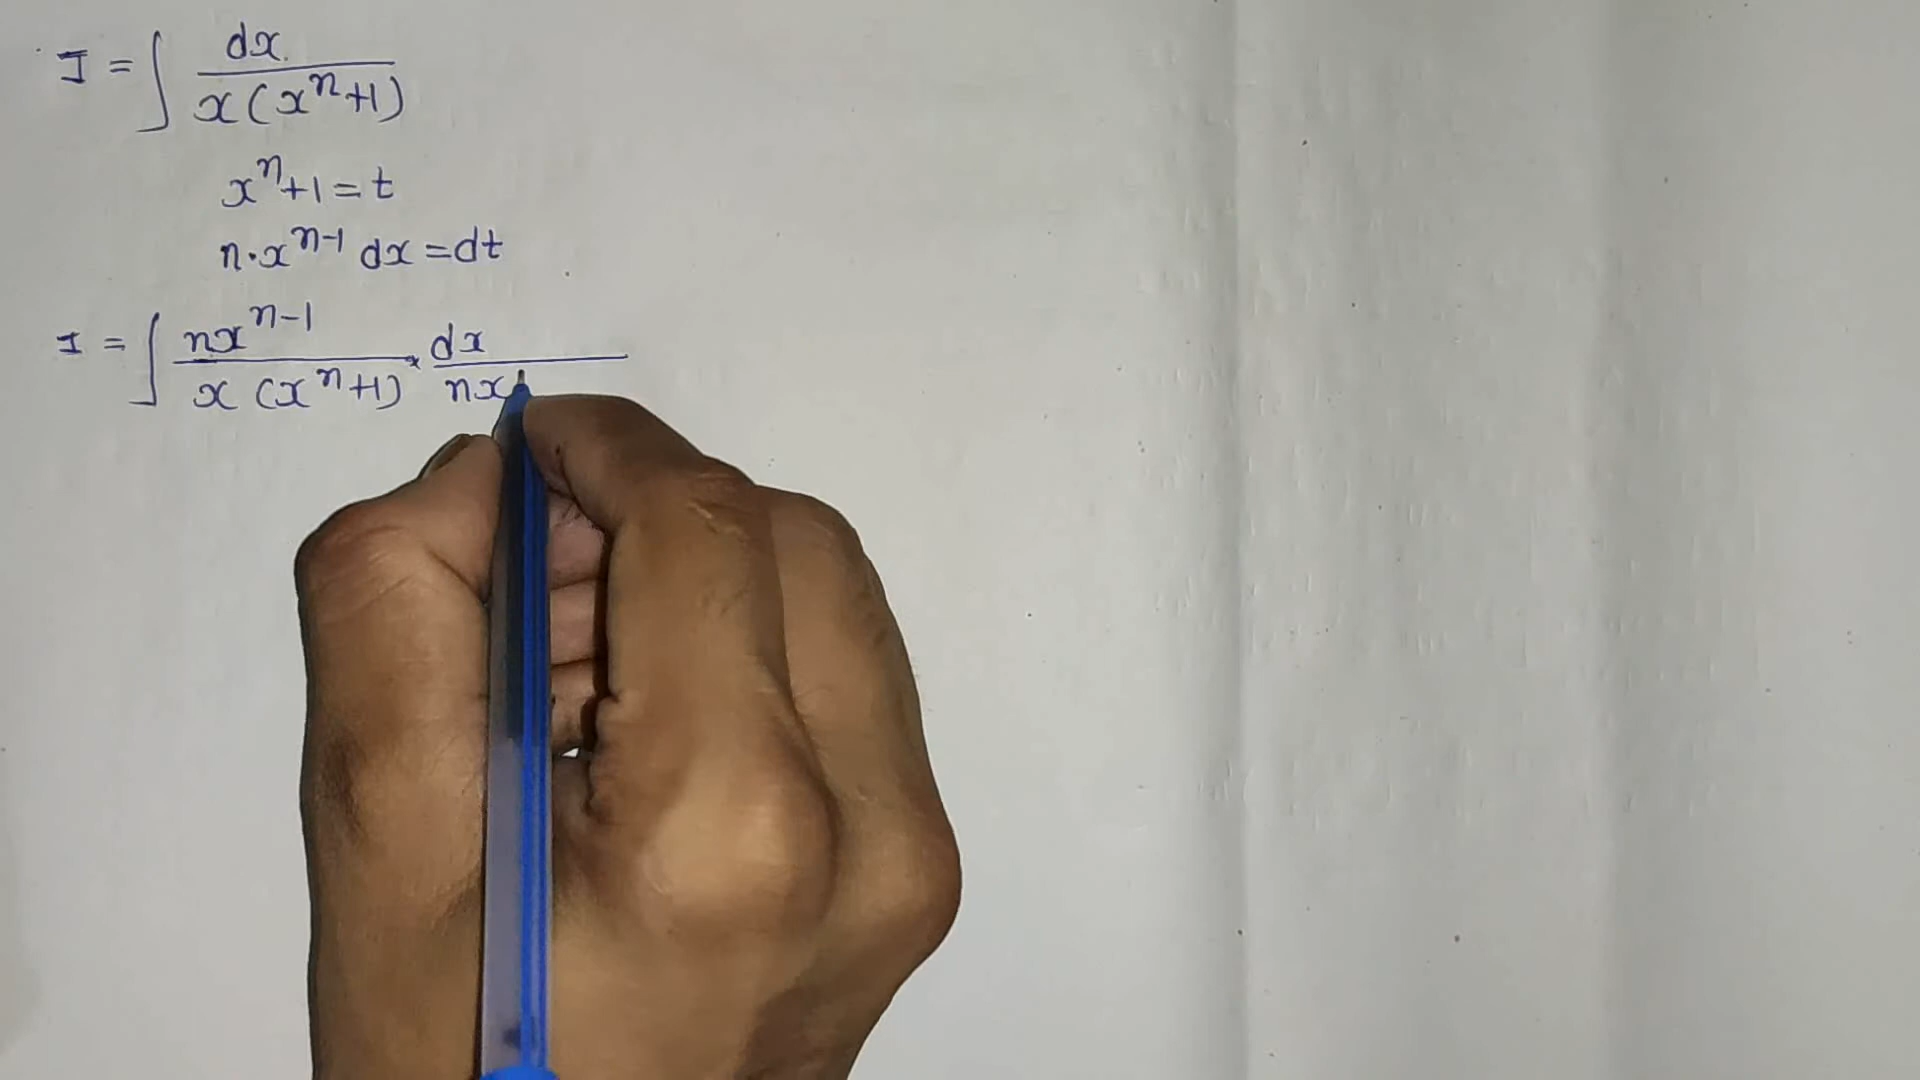 I = ∫ dx / x(xⁿ+1)
xⁿ+1 = t
n·xⁿ⁻¹ dx = dt
I = ∫ nxⁿ⁻¹ / x(xⁿ+1) · dx / nx